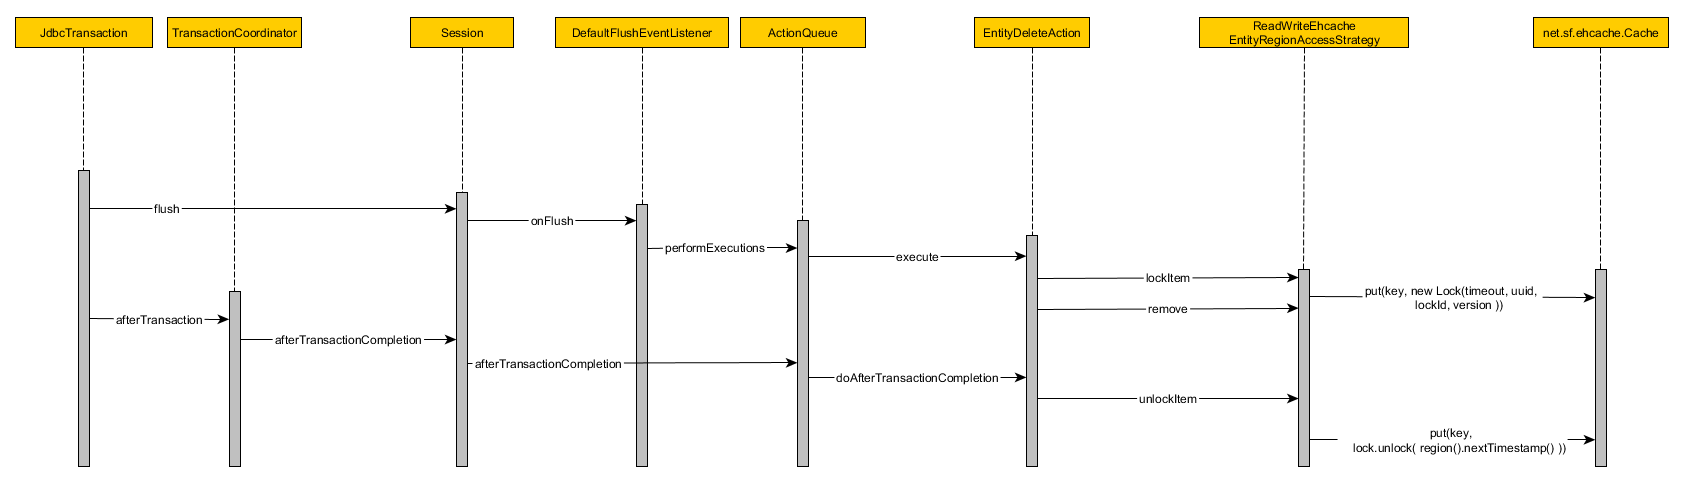 JdbcTransaction
TransactionCoordinator
Session
DefaultFlushEventListener
ActionQueue
EntityDeleteAction
ReadWriteEhcache
EntityRegionAccessStrategy
net.sf.ehcache.Cache
flush
onFlush
performExecutions
execute
lockItem
put(key, new Lock(timeout, uuid,
lockId, version ))
remove
afterTransaction
afterTransactionCompletion
afterTransactionCompletion
doAfterTransactionCompletion
unlockItem
put(key,
lock.unlock( region().nextTimestamp() ))